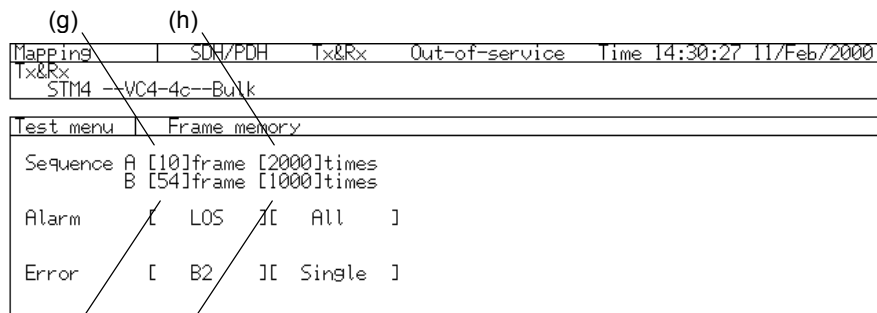 (g) (h)
Mapping SDH/PDH Tx&Rx Out-of-service Time 14:30:27 11/Feb/2000
Tx&Rx
STM4 --VC4-4c--Bulk
Test menu Frame memory
Sequence A [10]frame [2000]times
B [54]frame [1000]times
Alarm [ LOS ][ All ]
Error [ B2 ][ Single ]